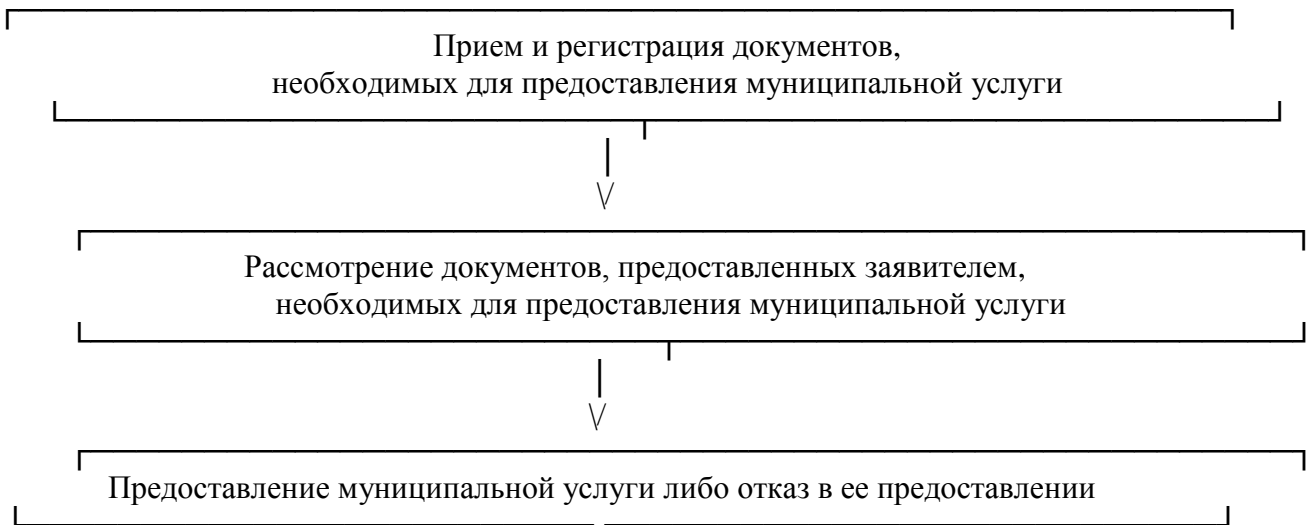 Прием и регистрация документов,
необходимых для предоставления муниципальной услуги
Рассмотрение документов, предоставленных заявителем,
необходимых для предоставления муниципальной услуги
Предоставление муниципальной услуги либо отказ в ее предоставлении